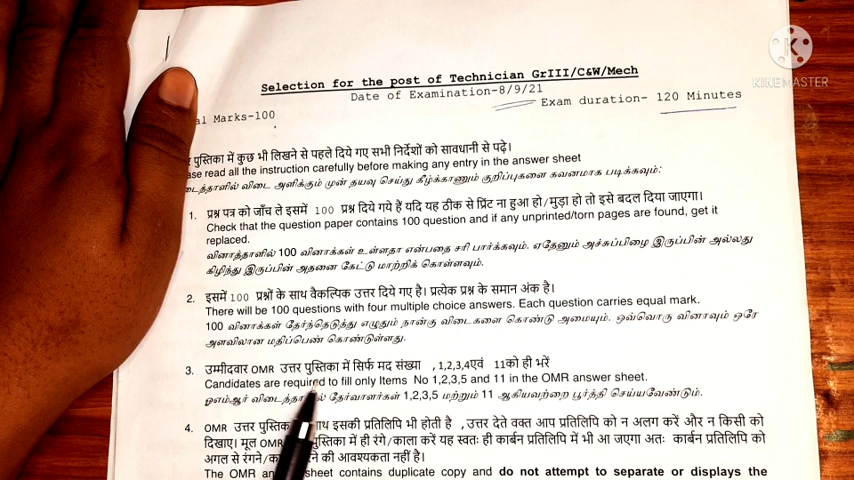 KINEMASTER
Selection for the post of Technician GrIII/C&W/Mech
Date of Examination-8/9/21
Marks-100
Exam duration- 120 Minutes
पुस्तिका में कुछ भी लिखने से पहले दिये गए सभी निर्देशों को सावधानी से पढ़े।
read all the instruction carefully before making any entry in the answer sheet
விடை அளிக்கும் முன் தயவு செய்து கீழ்க்காணும் குறிப்புகளை கவனமாக படிக்கவும்:
1. प्रश्न पत्र को जाँच ले इसमें 100 प्रश्न दिये गये हैं यदि यह ठीक से प्रिंट ना हुआ हो/मुड़ा हो तो इसे बदल दिया जाएगा।
Check that the question paper contains 100 question and if any unprinted/torn pages are found, get it
replaced.
வினாத்தாளில் 100 வினாக்கள் உள்ளதா என்பதை சரி பார்க்கவும். ஏதேனும் அச்சுப்பிழை இருப்பின் அல்லது
கிழிந்து இருப்பின் அதனை கேட்டு மாற்றிக் கொள்ளவும்.
2. इसमें 100 प्रश्नों के साथ वैकल्पिक उत्तर दिये गए है। प्रत्येक प्रश्न के समान अंक है।
There will be 100 questions with four multiple choice answers. Each question carries equal mark.
100 வினாக்கள் தேர்ந்தெடுத்து எழுதும் நான்கு விடைகளை கொண்டு அமையும். ஒவ்வொரு வினாவும் ஒரே
அளவிலான மதிப்பெண் கொண்டுள்ளது.
3. उम्मीदवार OMR उत्तर पुस्तिका में सिर्फ मद संख्या , 1,2,3,4एवं 11को ही भरें
Candidates are required to fill only Items No 1,2,3,5 and 11 in the OMR answer sheet.
ஓஎம்ஆர் தேர்வாளர்கள் 1,2,3,5 மற்றும் 11 ஆகியவற்றை பூர்த்தி செய்யவேண்டும்.
4. OMR उत्तर इसकी प्रतिलिपि भी होती है , उत्तर देते वक्त आप प्रतिलिपि को न अलग करें और न किसी को
दिखाए। मूल OMR में ही रंगे/काला करें यह स्वतः ही कार्बन प्रतिलिपि में भी आ जाएगा अतः कार्बन प्रतिलिपि को
अगल से रंगने/ की आवश्यकता नहीं है।
The OMR sheet contains duplicate copy and do not attempt to separate or displays the